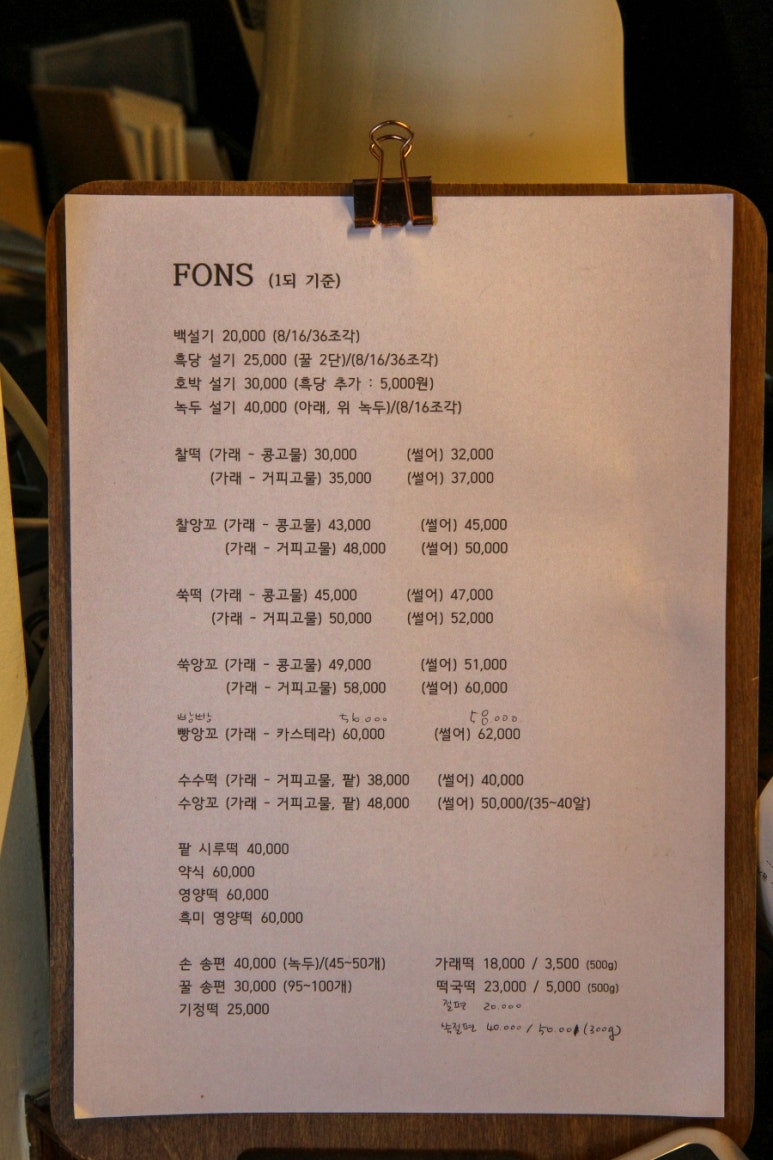 FONS (1되 기준)
백설기 20,000 (8/16/36조각)
흑당 설기 25,000 (꿀 2단)/(8/16/36조각)
호박 설기 30,000 (흑당 추가 : 5,000원)
녹두 설기 40,000 (아래, 위 녹두)/(8/16조각)
찰떡 (가래 - 콩고물) 30,000 (썰어) 32,000
(가래 - 거피고물) 35,000 (썰어) 37,000
찰앙꼬 (가래 - 콩고물) 43,000 (썰어) 45,000
(가래 - 거피고물) 48,000 (썰어) 50,000
쑥떡 (가래 - 콩고물) 45,000 (썰어) 47,000
(가래 - 거피고물) 50,000 (썰어) 52,000
쑥앙꼬 (가래 - 콩고물) 49,000 (썰어) 51,000
(가래 - 거피고물) 58,000 (썰어) 60,000
빵빵 56.000 58.000
빵앙꼬 (가래 - 카스테라) 60,000 (썰어) 62,000
수수떡 (가래 - 거피고물, 팥) 38,000 (썰어) 40,000
수앙꼬 (가래 - 거피고물, 팥) 48,000 (썰어) 50,000/(35~40알)
팥 시루떡 40,000
약식 60,000
영양떡 60,000
흑미 영양떡 60,000
손 송편 40,000 (녹두)/(45~50개)
꿀 송편 30,000 (95~100개)
기정떡 25,000
가래떡 18,000 / 3,500 (500g)
떡국떡 23,000 / 5,000 (500g)
절편 20.000
쑥절편 40.000 / (300g)